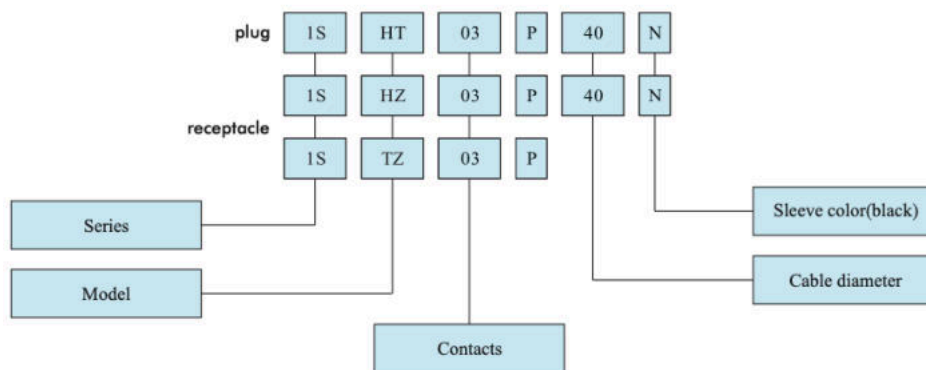 plug 1S HT 03 P 40 N
1S HZ 03 P 40 N
receptacle
1S TZ 03 P
Sleeve color(black)
Series
Cable diameter
Model
Contacts